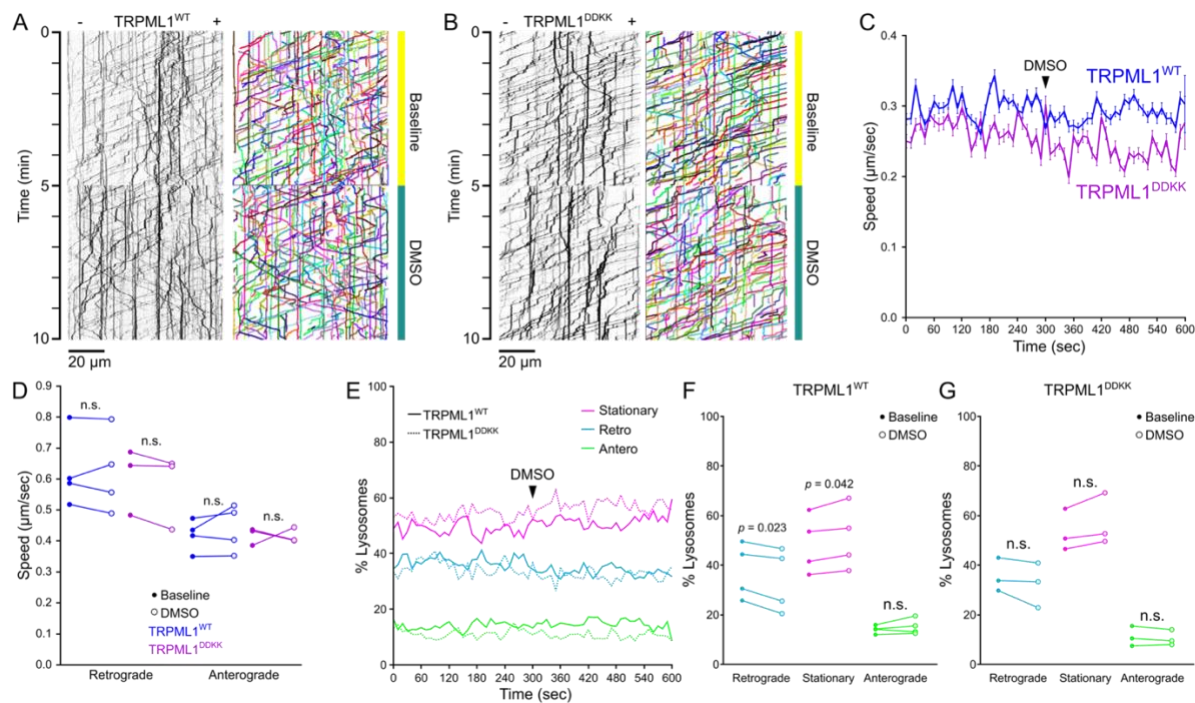 A
- TRPML1WT +
0
5
10
Time (min)
20 µm
Baseline
DMSO
B
- TRPML1DDKK +
0
5
10
Time (min)
20 µm
Baseline
DMSO
C
0.4
0.3
0.2
0.1
0.0
Speed (µm/sec)
DMSO
TRPML1WT
TRPML1DDKK
0 60 120 180 240 300 360 420 480 540 600
Time (sec)
D
0.9
0.8
0.7
0.6
0.5
0.4
0.3
0.2
0.1
0.0
Speed (µm/sec)
n.s.
n.s.
n.s.
n.s.
Baseline
DMSO
TRPML1WT
TRPML1DDKK
Retrograde Anterograde
E
100
80
60
40
20
0
% Lysosomes
TRPML1WT
TRPML1DDKK
Stationary
Retro
Antero
DMSO
0 60 120 180 240 300 360 420 480 540 600
Time (sec)
F
TRPML1WT
100
80
60
40
20
0
% Lysosomes
Baseline
DMSO
p = 0.023
p = 0.042
n.s.
Retrograde Stationary Anterograde
G
TRPML1DDKK
100
80
60
40
20
0
% Lysosomes
Baseline
DMSO
n.s.
n.s.
n.s.
Retrograde Stationary Anterograde